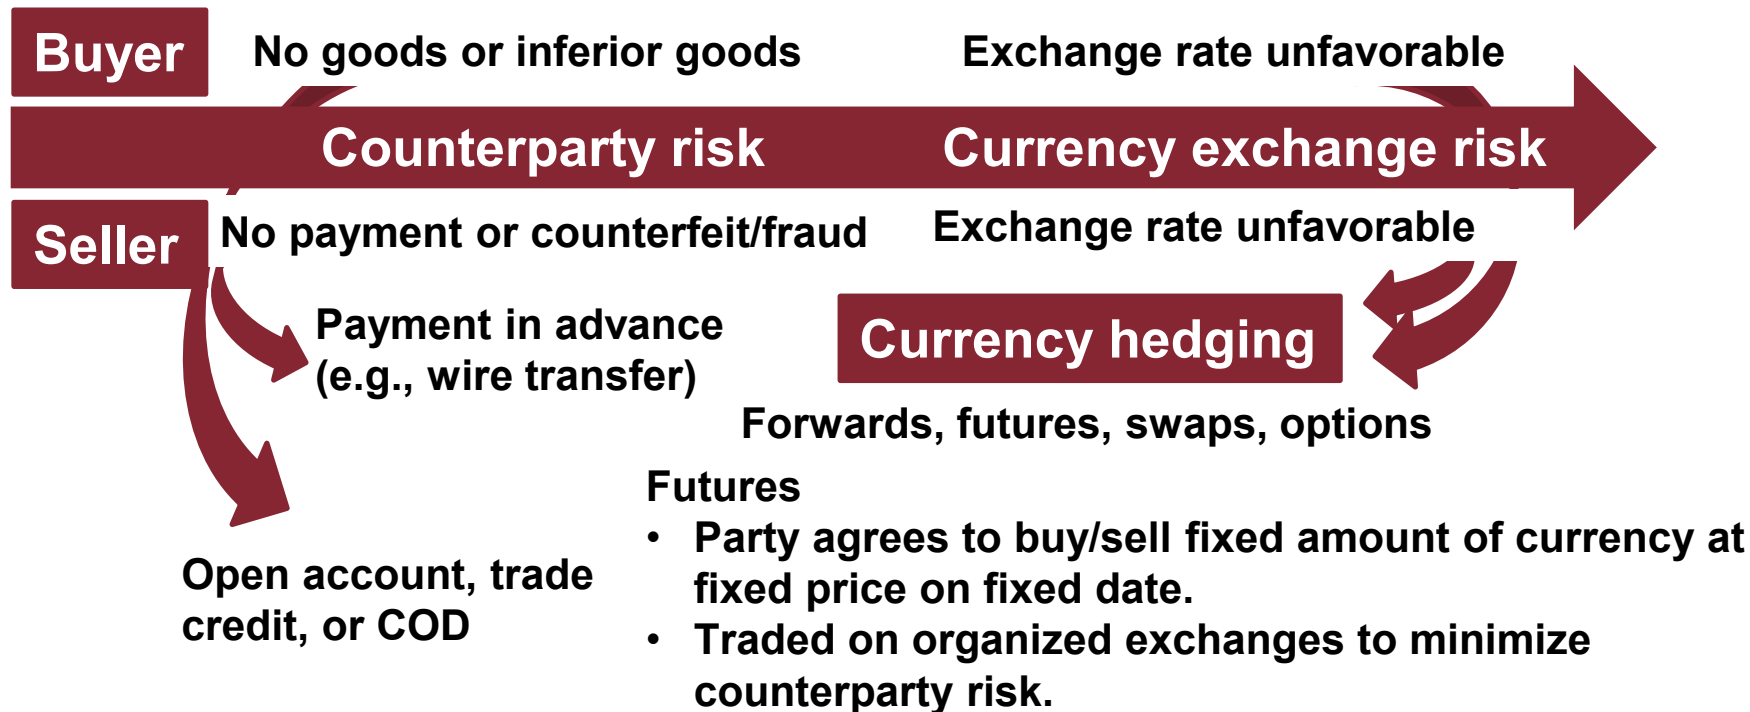 Buyer
No goods or inferior goods
Exchange rate unfavorable
Counterparty risk
Currency exchange risk
Seller
No payment or counterfeit/fraud
Exchange rate unfavorable
Payment in advance
(e.g., wire transfer)
Currency hedging
Forwards, futures, swaps, options
Open account, trade
credit, or COD
Futures
• Party agrees to buy/sell fixed amount of currency at
fixed price on fixed date.
• Traded on organized exchanges to minimize
counterparty risk.